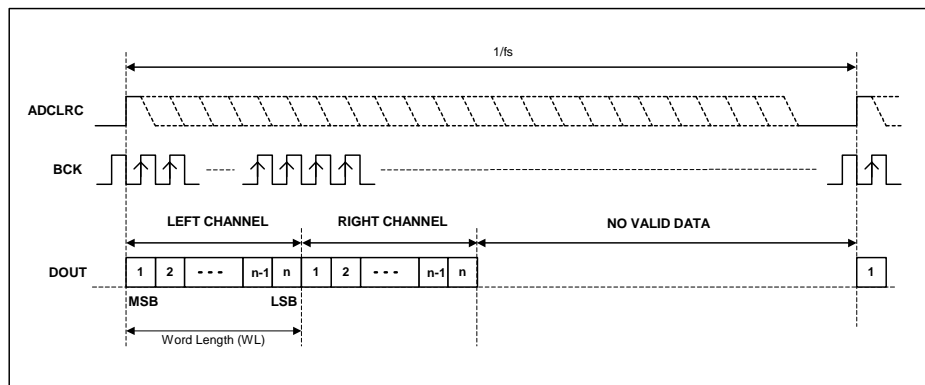 1/fs
ADCLRC
BCK
LEFT CHANNEL RIGHT CHANNEL NO VALID DATA
DOUT 1 2 - - - n-1 n 1 2 - - - n-1 n 1
MSB LSB
Word Length (WL)